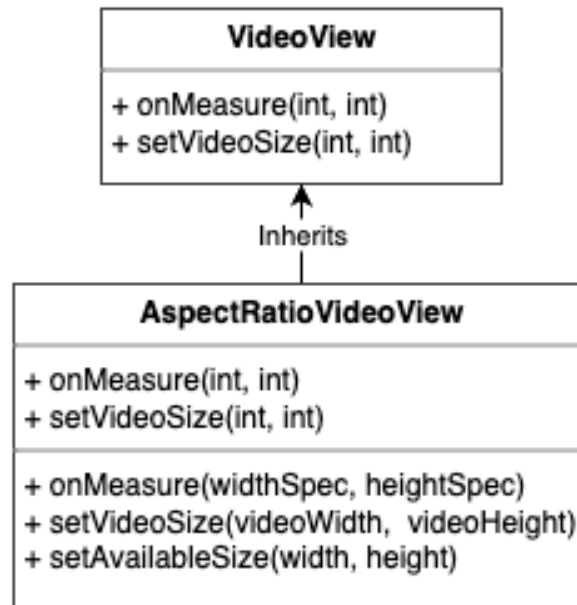 VideoView
+ onMeasure(int, int)
+ setVideoSize(int, int)
Inherits
AspectRatioVideoView
+ onMeasure(int, int)
+ setVideoSize(int, int)
+ onMeasure(widthSpec, heightSpec)
+ setVideoSize(videoWidth, videoHeight)
+ setAvailableSize(width, height)